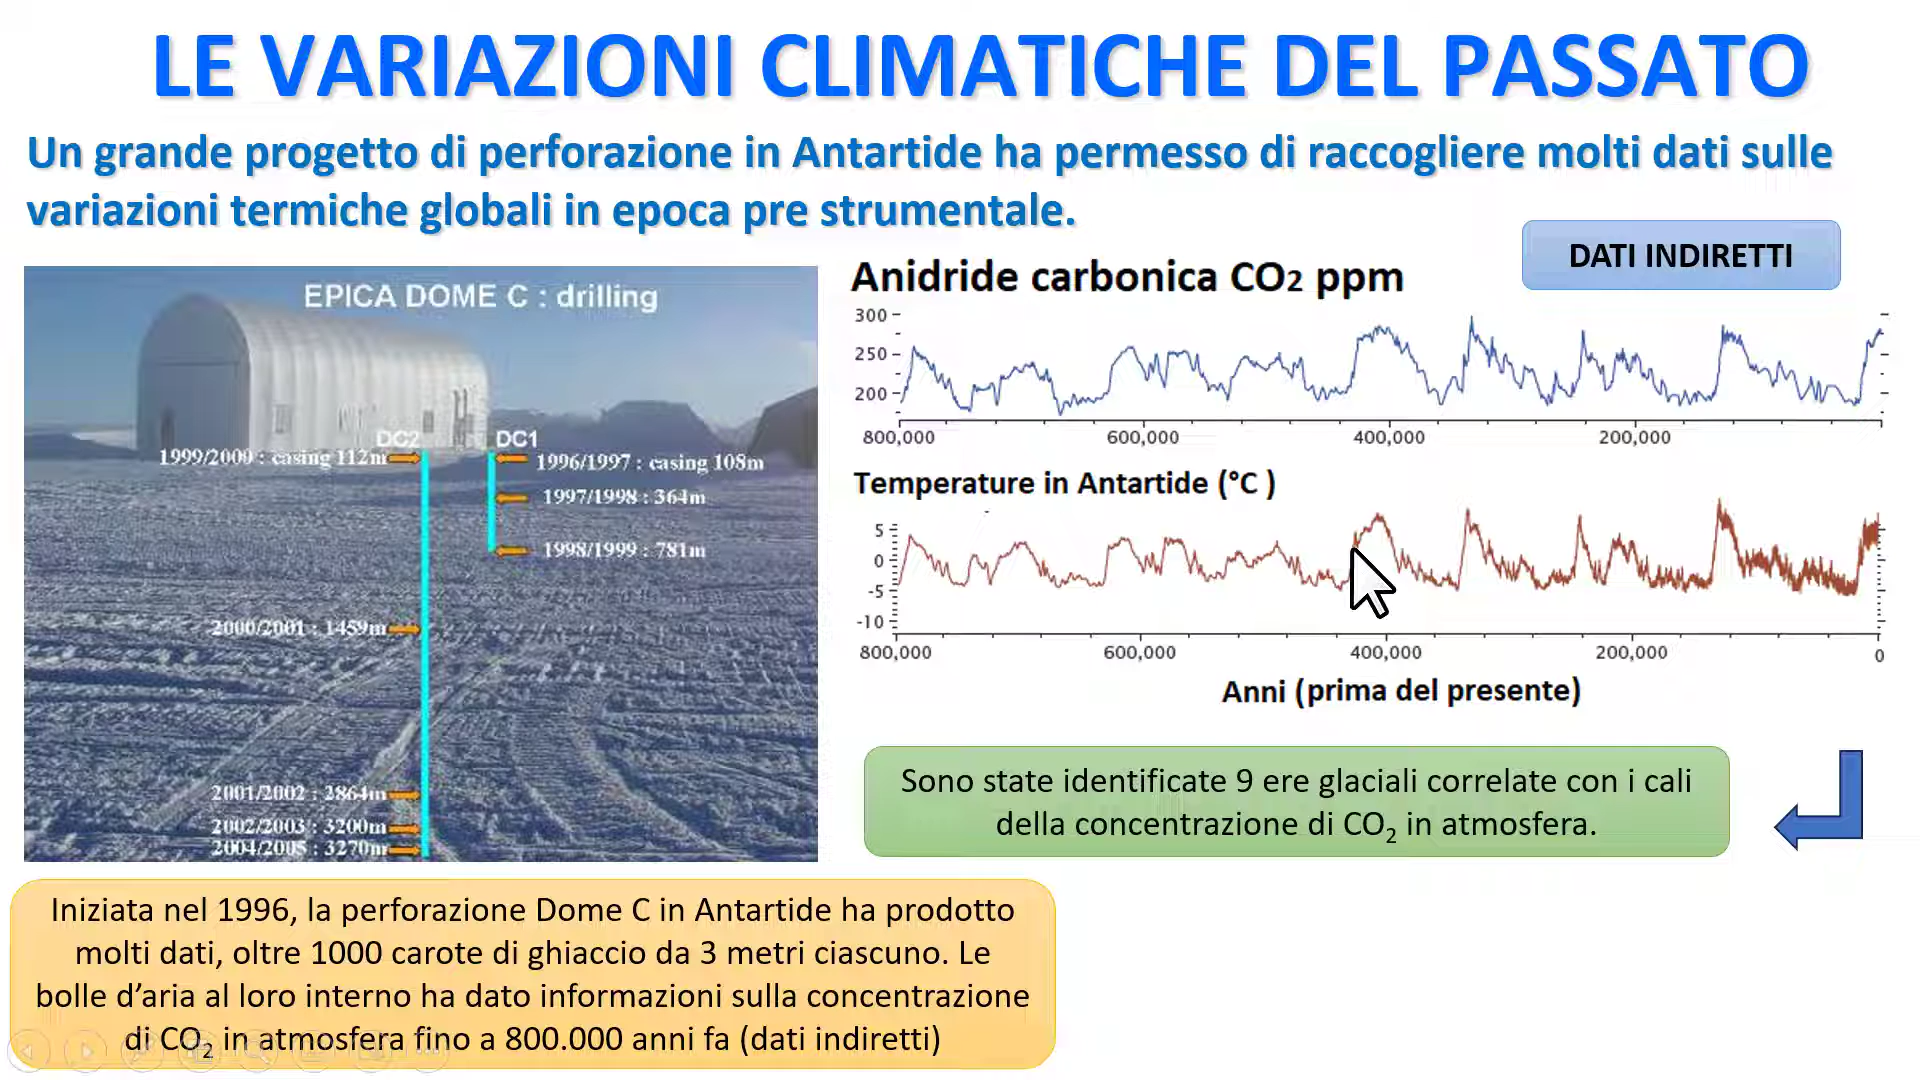 LE VARIAZIONI CLIMATICHE DEL PASSATO
Un grande progetto di perforazione in Antartide ha permesso di raccogliere molti dati sulle
variazioni termiche globali in epoca pre strumentale.
DATI INDIRETTI
EPICA DOME C : drilling
DC2
DC1
1999/2000 : casing 112m
1996/1997 : casing 108m
1997/1998 : 364m
1998/1999 : 781m
2000/2001 : 1459m
2001/2002 : 2864m
2002/2003 : 3200m
2004/2005 : 3270m
Anidride carbonica CO2 ppm
300
250
200
800,000 600,000 400,000 200,000
Temperature in Antartide (°C )
5
0
-5
-10
800,000 600,000 400,000 200,000 0
Anni (prima del presente)
Sono state identificate 9 ere glaciali correlate con i cali
della concentrazione di CO₂ in atmosfera.
Iniziata nel 1996, la perforazione Dome C in Antartide ha prodotto
molti dati, oltre 1000 carote di ghiaccio da 3 metri ciascuno. Le
bolle d’aria al loro interno ha dato informazioni sulla concentrazione
di CO₂ in atmosfera fino a 800.000 anni fa (dati indiretti)